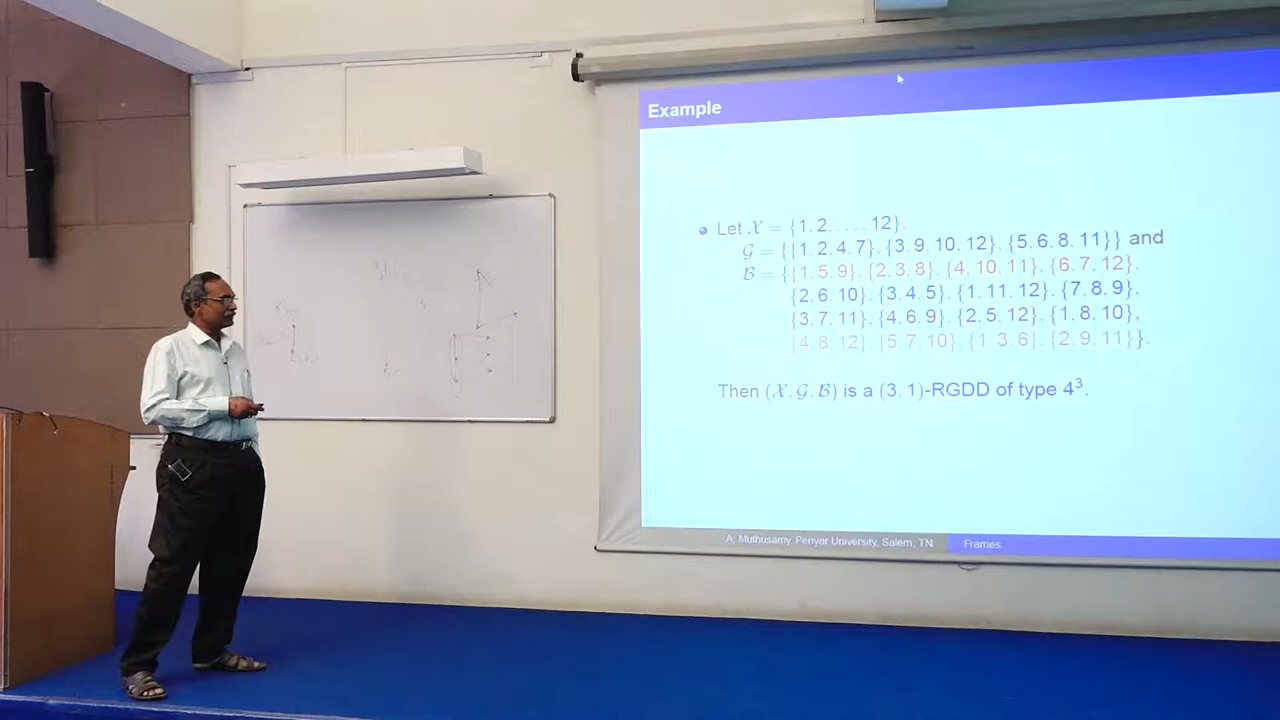 Example
Let 𝒳 = {1, 2, . . . , 12}.
𝒢 = {{1, 2, 4, 7}, {3, 9, 10, 12}, {5, 6, 8, 11}} and
ℬ = {{1, 5, 9}, {2, 3, 8}, {4, 10, 11}, {6, 7, 12},
{2, 6, 10}, {3, 4, 5}, {1, 11, 12}, {7, 8, 9},
{3, 7, 11}, {4, 6, 9}, {2, 5, 12}, {1, 8, 10},
{4, 8, 12}, {5, 7, 10}, {1, 3, 6}, {2, 9, 11}}.
Then (𝒳, 𝒢, ℬ) is a (3, 1)-RGDD of type 4³.
A. Muthusamy, Periyar University, Salem, TN
Frames